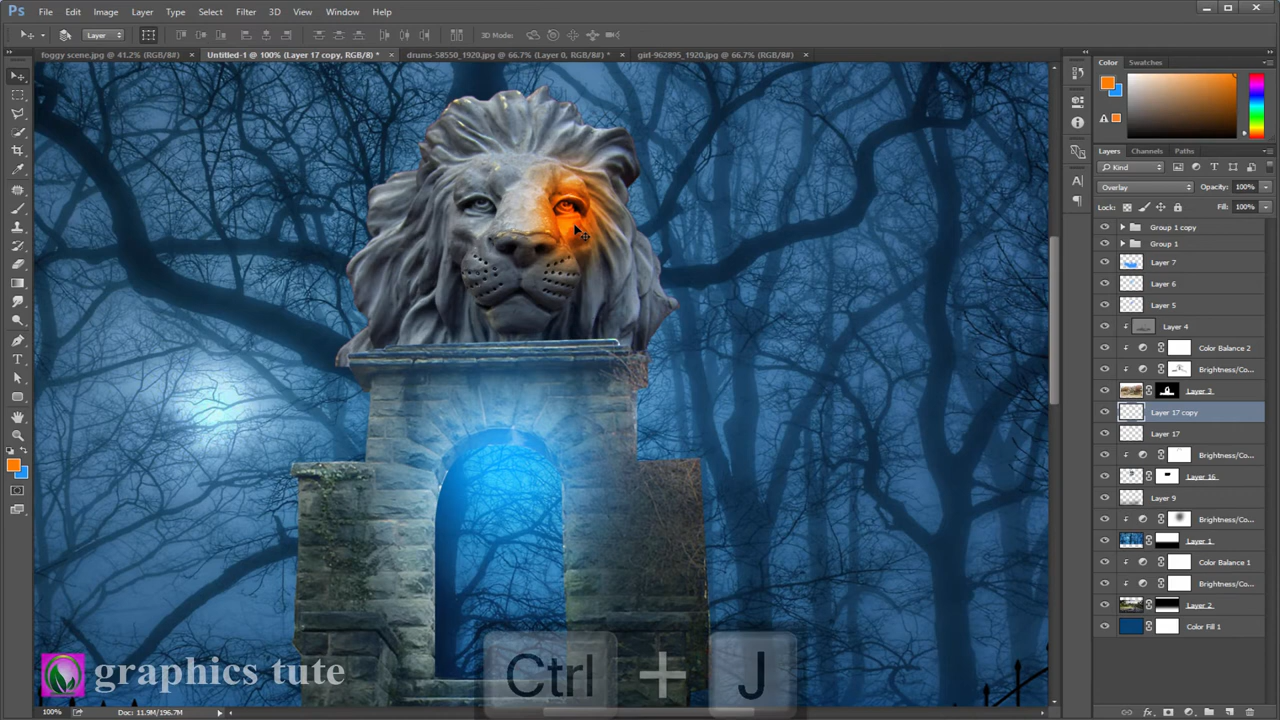 Ps File Edit Image Layer Type Select Filter 3D View Window Help
Layer 3D Mode:
foggy scene.jpg @ 41.2% (RGB/8#) × Untitled-1 @ 100% (Layer 17 copy, RGB/8) * × drums-58550_1920.jpg @ 66.7% (Layer 0, RGB/8#) * × girl-962895_1920.jpg @ 66.7% (RGB/8#) ×
Color Swatches
Layers Channels Paths
Kind
Overlay Opacity: 100%
Lock: Fill: 100%
Group 1 copy
Group 1
Layer 7
Layer 6
Layer 5
Layer 4
Color Balance 2
Brightness/Co...
Layer 3
Layer 17 copy
Layer 17
Brightness/Co...
Layer 16
Layer 9
Brightness/Co...
Layer 1
Color Balance 1
Brightness/Co...
Layer 2
Color Fill 1
graphics tute
Ctrl + J
100% Doc: 11.9M/196.7M